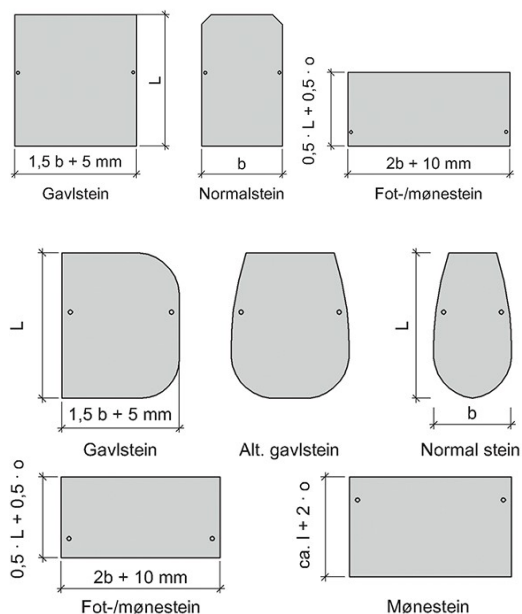 L
0,5 · L + 0,5 · o
1,5 b + 5 mm
b
2b + 10 mm
Gavlstein
Normalstein
Fot-/mønestein
L
L
1,5 b + 5 mm
b
Gavlstein
Alt. gavlstein
Normal stein
0,5 · L + 0,5 · o
ca. l + 2 · o
2b + 10 mm
Fot-/mønestein
Mønestein